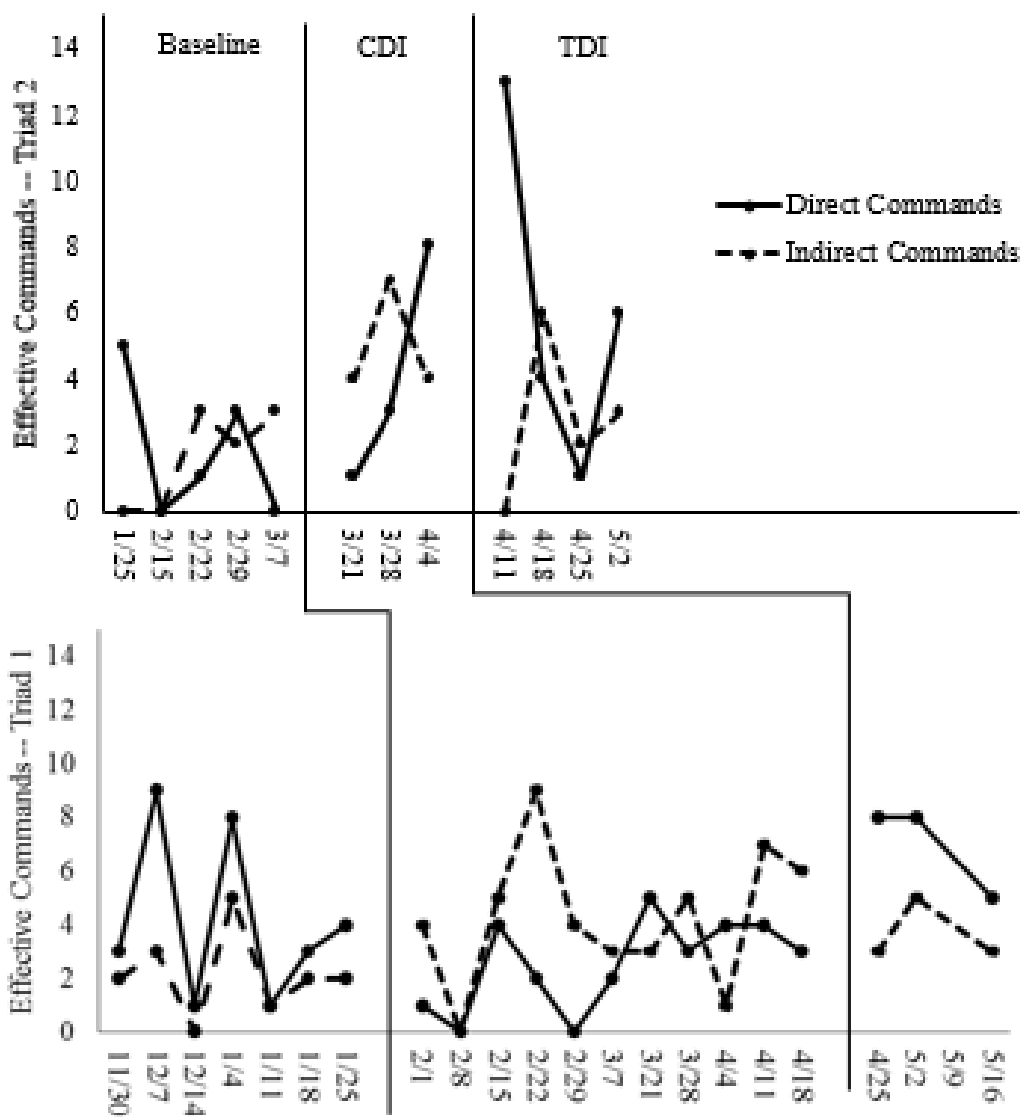 Baseline CDI TDI
Effective Commands -- Triad 2
14
12
10
8
6
4
2
0
Direct Commands
Indirect Commands
1/25 2/15 2/22 2/29 3/7 3/21 3/28 4/4 4/11 4/18 4/25 5/2
Effective Commands -- Triad 1
14
12
10
8
6
4
2
0
11/30 12/7 12/14 1/4 1/1 1/18 1/25 2/1 2/8 2/15 2/22 2/29 3/7 3/21 3/28 4/4 4/11 4/18 4/25 5/2 5/9 5/16